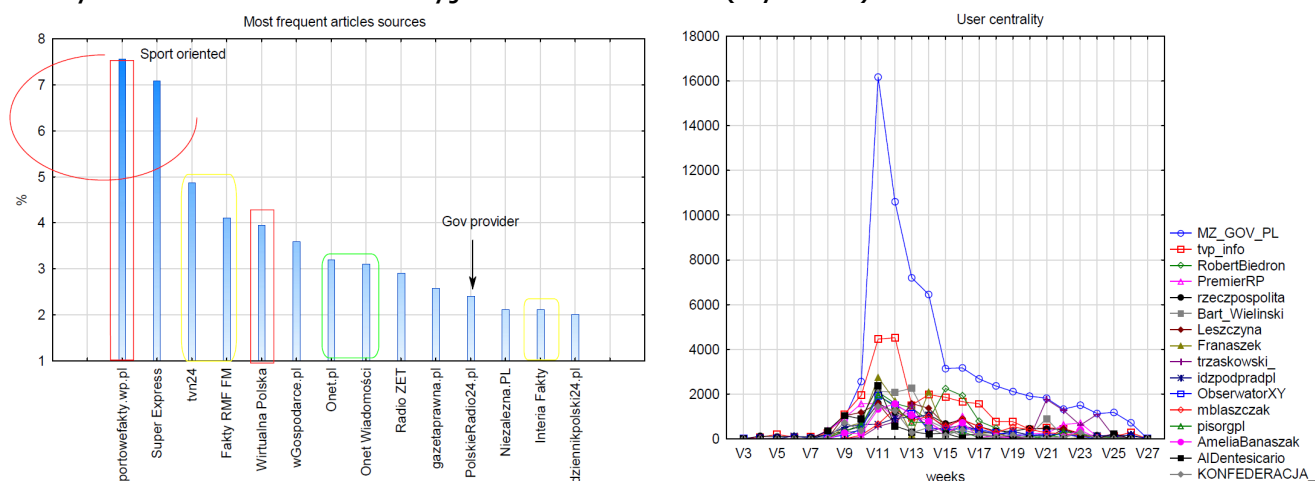 Most frequent articles sources
8
7
6
5
4
3
2
1
%
Sport oriented
Gov provider
portowefakty.wp.pl
Super Express
tvn24
Fakty RMF FM
Wirtualna Polska
wGospodarce.pl
Onet.pl
Onet Wiadomości
Radio ZET
gazetaprawna.pl
PolskieRadio24.pl
Niezalezna.PL
Interia Fakty
dziennikpolski24.pl
User centrality
18000
16000
14000
12000
10000
8000
6000
4000
2000
0
V3 V5 V7 V9 V11 V13 V15 V17 V19 V21 V23 V25 V27
weeks
MZ_GOV_PL
tvp_info
RobertBiedron
PremierRP
rzeczpospolita
Bart_Wielinski
Leszczyna
Franaszek
trzaskowski_
idzpodpradpl
ObserwatorXY
mblaszczak
pisorgpl
AmeliaBanaszak
AIDentesicario
KONFEDERACJA_